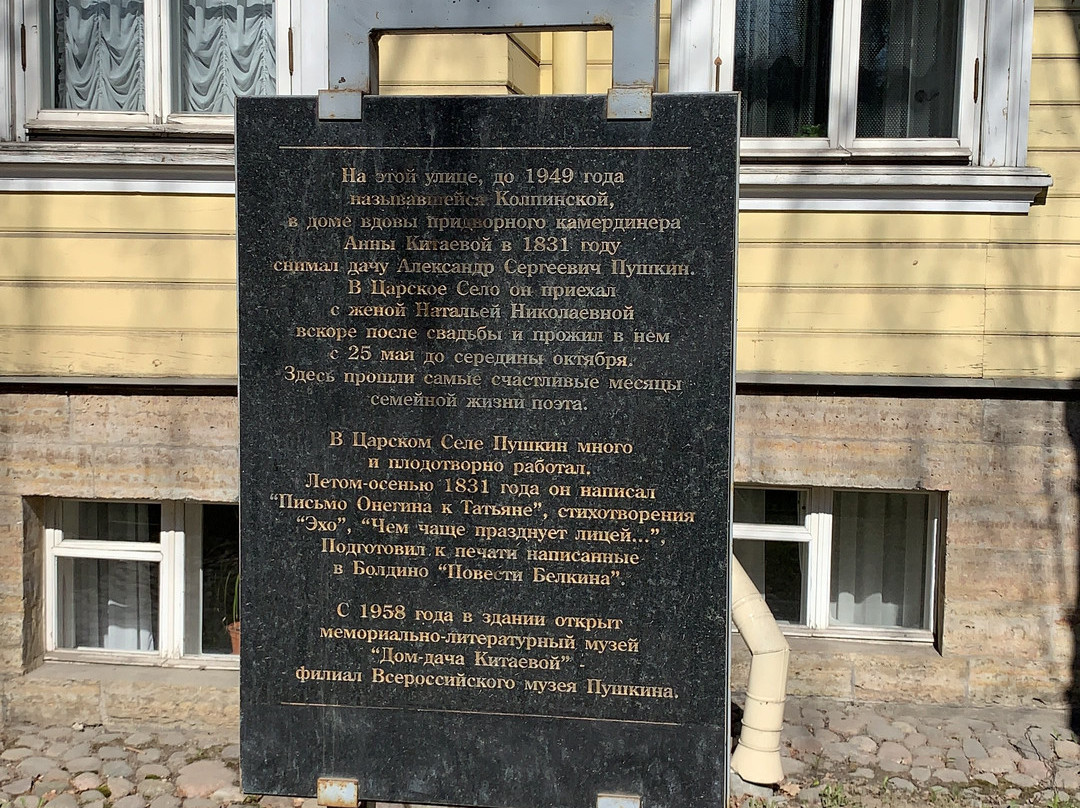 На этой улице, до 1949 года
называвшейся Колпинской,
в доме вдовы придворного камердинера
Анны Китаевой в 1831 году
снимал дачу Александр Сергеевич Пушкин.
В Царское Село он приехал
с женой Натальей Николаевной
вскоре после свадьбы и прожил в нем
с 25 мая до середины октября.
Здесь прошли самые счастливые месяцы
семейной жизни поэта.
В Царском Селе Пушкин много
и плодотворно работал.
Летом-осенью 1831 года он написал
“Письмо Онегина к Татьяне”, стихотворения
“Эхо”, “Чем чаще празднует лицей...”,
Подготовил к печати написанные
в Болдино “Повести Белкина”.
С 1958 года в здании открыт
мемориально-литературный музей
“Дом-дача Китаевой” -
филиал Всероссийского музея Пушкина.